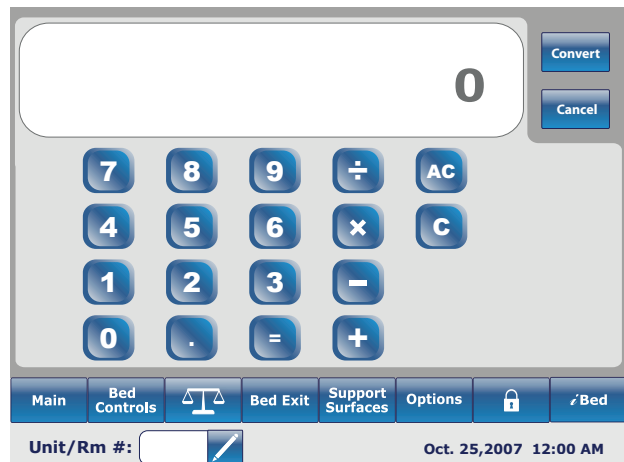 0
Convert
Cancel
7 8 9 ÷ AC
4 5 6 × C
1 2 3 −
0 . = +
Main Bed Controls Bed Exit Support Surfaces Options iBed
Unit/Rm #: Oct. 25,2007 12:00 AM